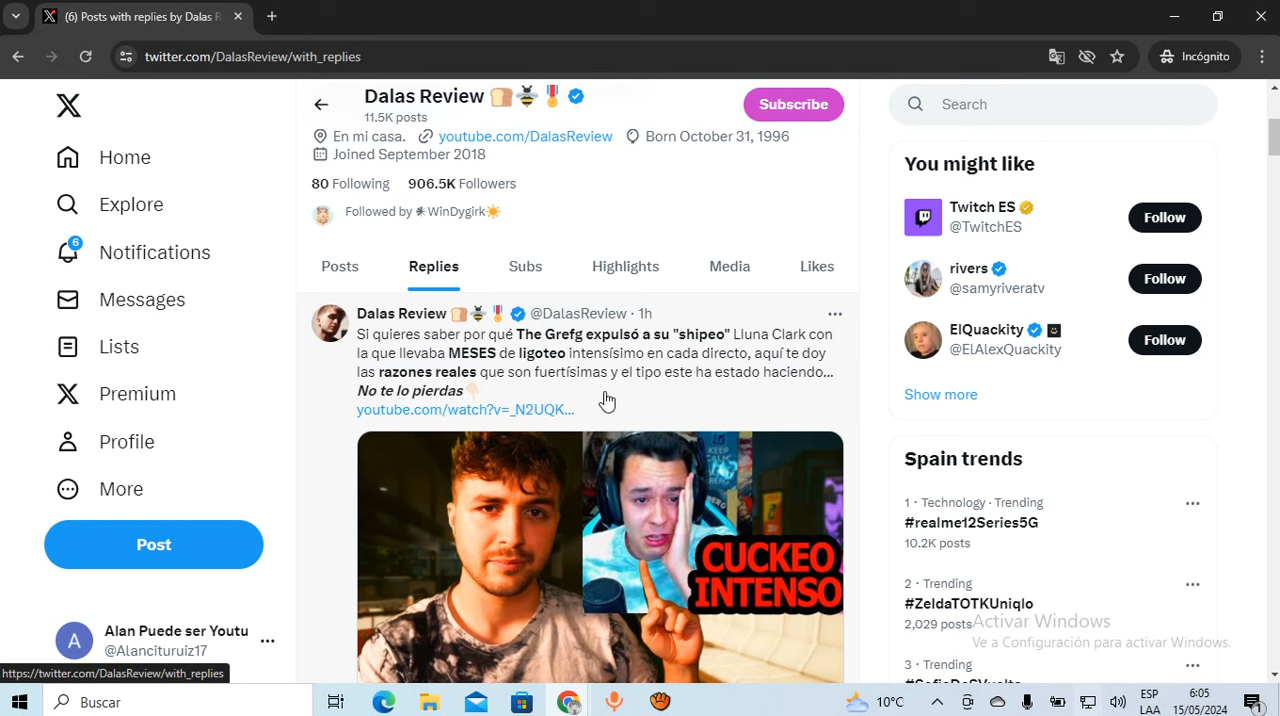 (6) Posts with replies by Dalas R
twitter.com/DalasReview/with_replies
Incógnito
Home
Explore
6
Notifications
Messages
Lists
Premium
Profile
More
Post
Alan Puede ser Youtu
@Alancituruiz17
https://twitter.com/DalasReview/with_replies
Dalas Review
11.5K posts
Subscribe
En mi casa. youtube.com/DalasReview Born October 31, 1996
Joined September 2018
80 Following 906.5K Followers
Followed by WinDygirk
Posts Replies Subs Highlights Media Likes
Dalas Review @DalasReview · 1h
Si quieres saber por qué The Grefg expulsó a su "shipeo" Lluna Clark con
la que llevaba MESES de ligoteo intensísimo en cada directo, aquí te doy
las razones reales que son fuertísimas y el tipo este ha estado haciendo...
No te lo pierdas
youtube.com/watch?v=_N2UQK...
CUCKEO
INTENSO
Search
You might like
Twitch ES
@TwitchES
Follow
rivers
@samyriveratv
Follow
ElQuackity
@ElAlexQuackity
Follow
Show more
Spain trends
1 · Technology · Trending
#realme12Series5G
10.2K posts
2 · Trending
#ZeldaTOTKUniqlo
2,029 posts
Activar Windows
Ve a Configuración para activar Windows.
3 · Trending
Buscar
10°C
ESP
LAA
6:05
15/05/2024
1